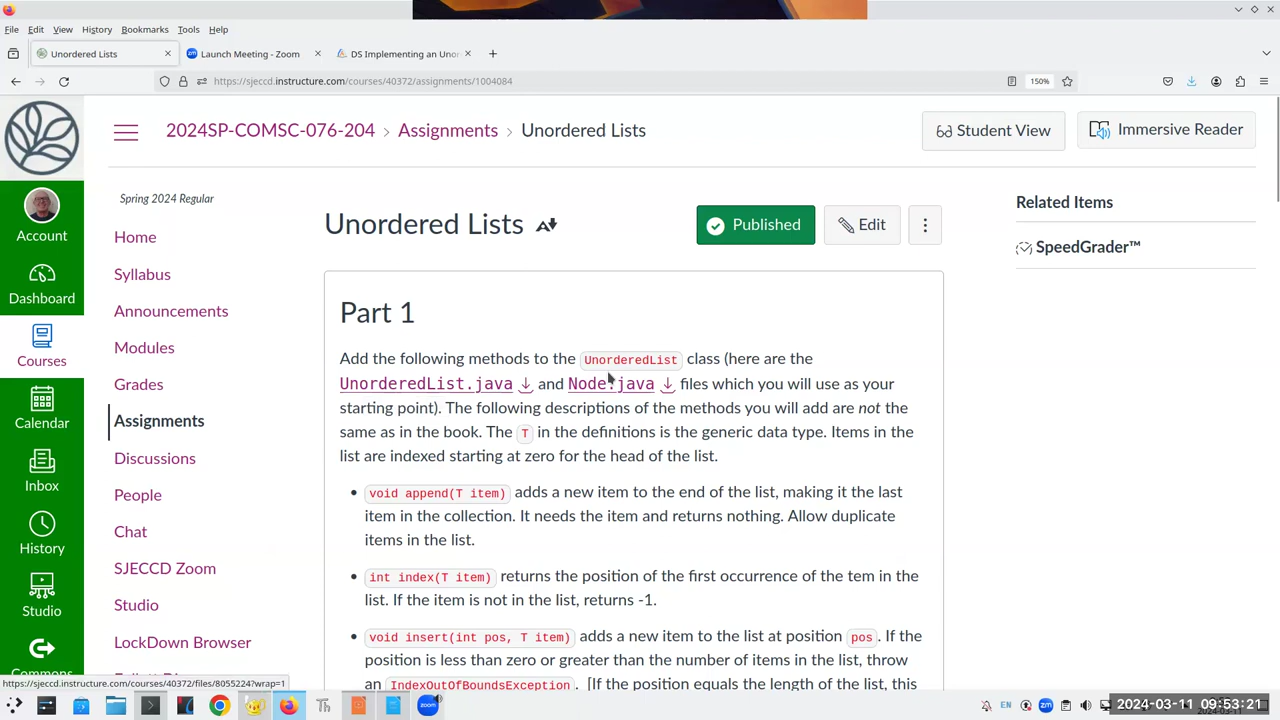 File Edit View History Bookmarks Tools Help
Unordered Lists
Launch Meeting - Zoom
DS Implementing an Unor
https://sjeccd.instructure.com/courses/40372/assignments/1004084
150%
2024SP-COMSC-076-204 › Assignments › Unordered Lists
Student View
Immersive Reader
Account
Dashboard
Courses
Calendar
Inbox
History
Studio
Commons
Spring 2024 Regular
Home
Syllabus
Announcements
Modules
Grades
Assignments
Discussions
People
Chat
SJECCD Zoom
Studio
LockDown Browser
Unordered Lists
Published
Edit
Related Items
SpeedGrader™
Part 1
Add the following methods to the UnorderedList class (here are the
UnorderedList.java and Node.java files which you will use as your
starting point). The following descriptions of the methods you will add are not the
same as in the book. The T in the definitions is the generic data type. Items in the
list are indexed starting at zero for the head of the list.
• void append(T item) adds a new item to the end of the list, making it the last
item in the collection. It needs the item and returns nothing. Allow duplicate
items in the list.
• int index(T item) returns the position of the first occurrence of the tem in the
list. If the item is not in the list, returns -1.
• void insert(int pos, T item) adds a new item to the list at position pos. If the
position is less than zero or greater than the number of items in the list, throw
an IndexOutOfBoundsException. [If the position equals the length of the list, this
https://sjeccd.instructure.com/courses/40372/files/8055224?wrap=1
Th
zoom
EN
zm
2024-03-11 09:53:21